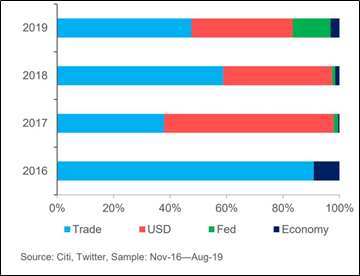 2019
2018
2017
2016
0% 20% 40% 60% 80% 100%
Trade USD Fed Economy
Source: Citi, Twitter, Sample: Nov-16—Aug-19